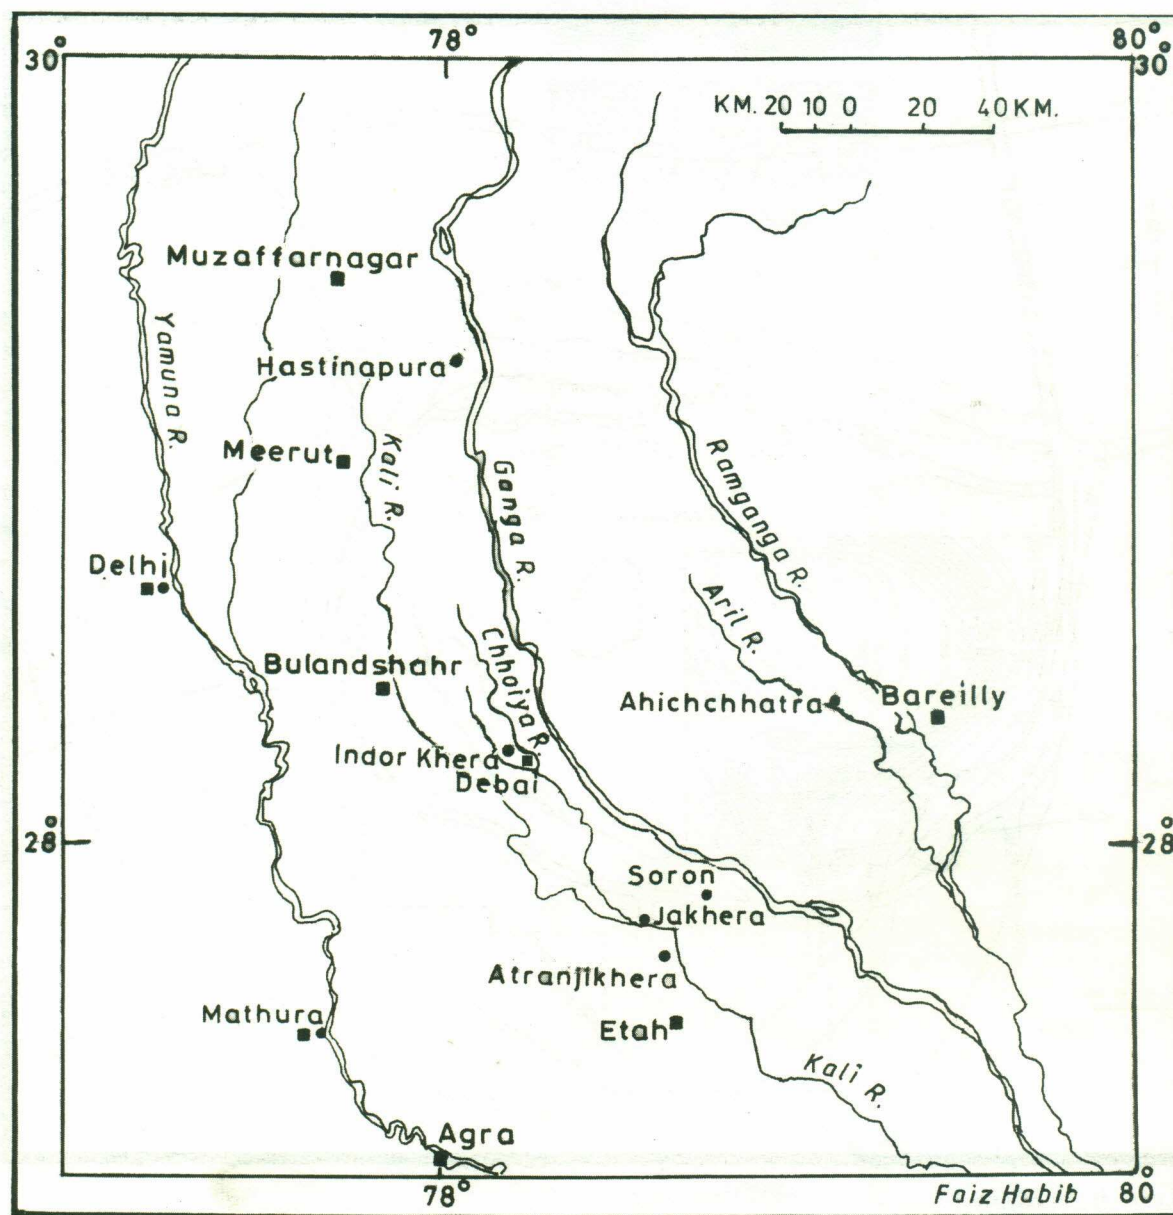 78°
80°
30°
30°
KM. 20 10 0 20 40 KM.
Muzaffarnagar
Yamuna R.
Hastinapura
Kali R.
Meerut
Ganga R.
Ramganga R.
Delhi
Aril R.
Chhoiya R.
Bulandshahr
Ahichchhatra
Bareilly
Indor Khera
Debai
28°
28°
Soron
Jakhera
Atranjikhera
Mathura
Etah
Kali R.
Agra
78°
Faiz Habib
80°